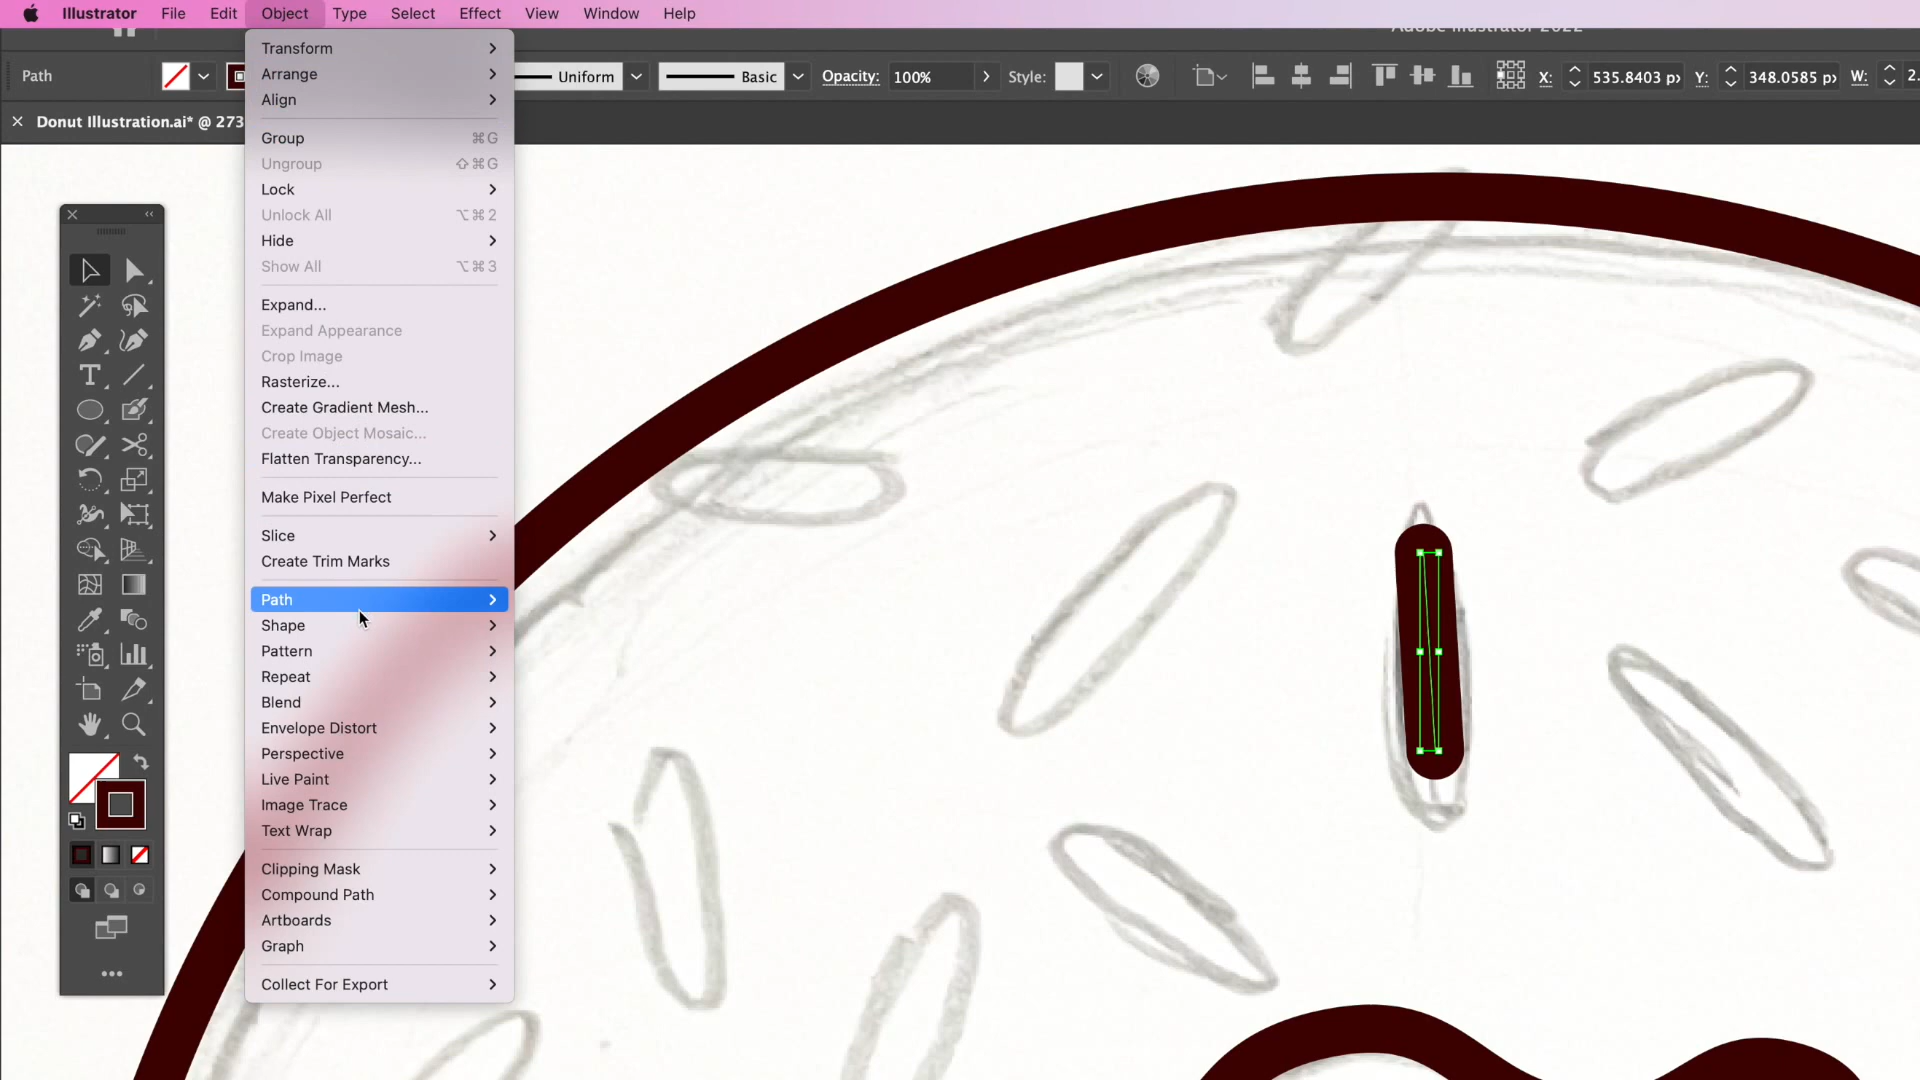 Illustrator File Edit Object Type Select Effect View Window Help
Adobe Illustrator 2022
Path Uniform Basic Opacity: 100% Style: X: 535.8403 px Y: 348.0585 px W: 2.
Donut Illustration.ai* @ 273
Transform
Arrange
Align
Group ⌘G
Ungroup ⇧⌘G
Lock
Unlock All ⌥⌘2
Hide
Show All ⌥⌘3
Expand...
Expand Appearance
Crop Image
Rasterize...
Create Gradient Mesh...
Create Object Mosaic...
Flatten Transparency...
Make Pixel Perfect
Slice
Create Trim Marks
Path
Shape
Pattern
Repeat
Blend
Envelope Distort
Perspective
Live Paint
Image Trace
Text Wrap
Clipping Mask
Compound Path
Artboards
Graph
Collect For Export